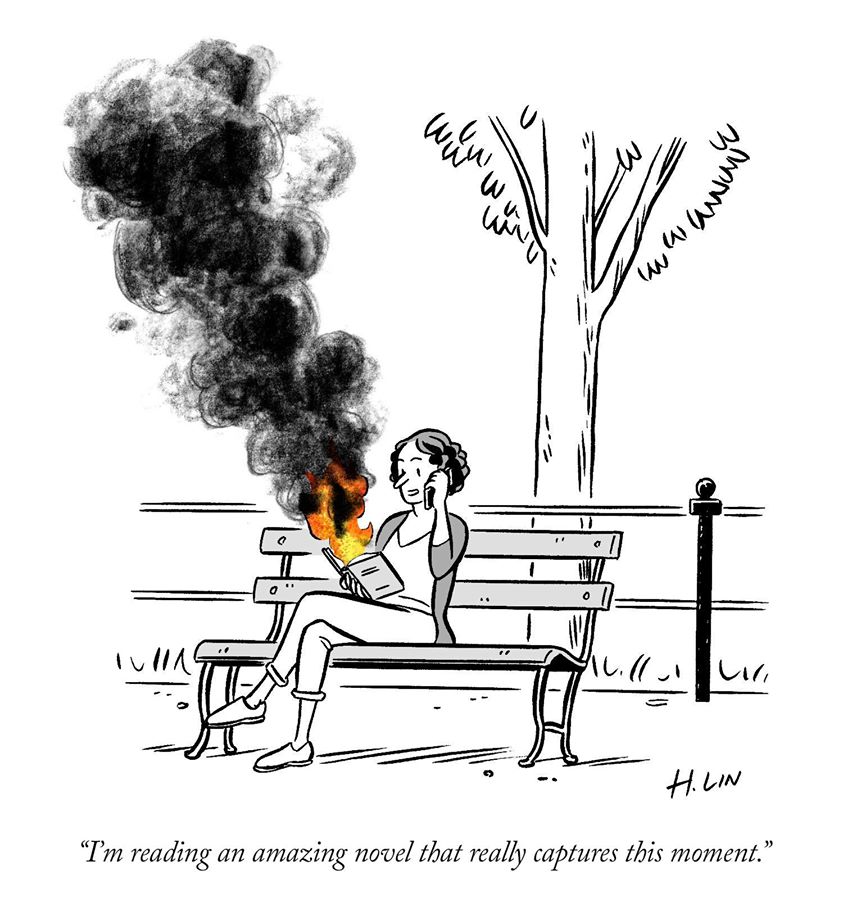 H. LIN
“I’m reading an amazing novel that really captures this moment.”